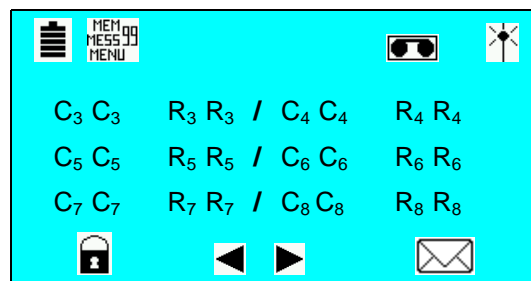 MEM
MESS 99
MENU
C₃ C₃ R₃ R₃ / C₄ C₄ R₄ R₄
C₅ C₅ R₅ R₅ / C₆ C₆ R₆ R₆
C₇ C₇ R₇ R₇ / C₈ C₈ R₈ R₈